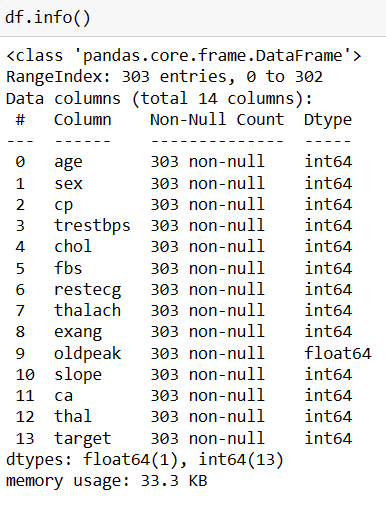 df.info()
<class 'pandas.core.frame.DataFrame'>
RangeIndex: 303 entries, 0 to 302
Data columns (total 14 columns):
 #   Column    Non-Null Count  Dtype
---  ------    --------------  -----
 0   age       303 non-null    int64
 1   sex       303 non-null    int64
 2   cp        303 non-null    int64
 3   trestbps  303 non-null    int64
 4   chol      303 non-null    int64
 5   fbs       303 non-null    int64
 6   restecg   303 non-null    int64
 7   thalach   303 non-null    int64
 8   exang     303 non-null    int64
 9   oldpeak   303 non-null    float64
 10  slope     303 non-null    int64
 11  ca        303 non-null    int64
 12  thal      303 non-null    int64
 13  target    303 non-null    int64
dtypes: float64(1), int64(13)
memory usage: 33.3 KB